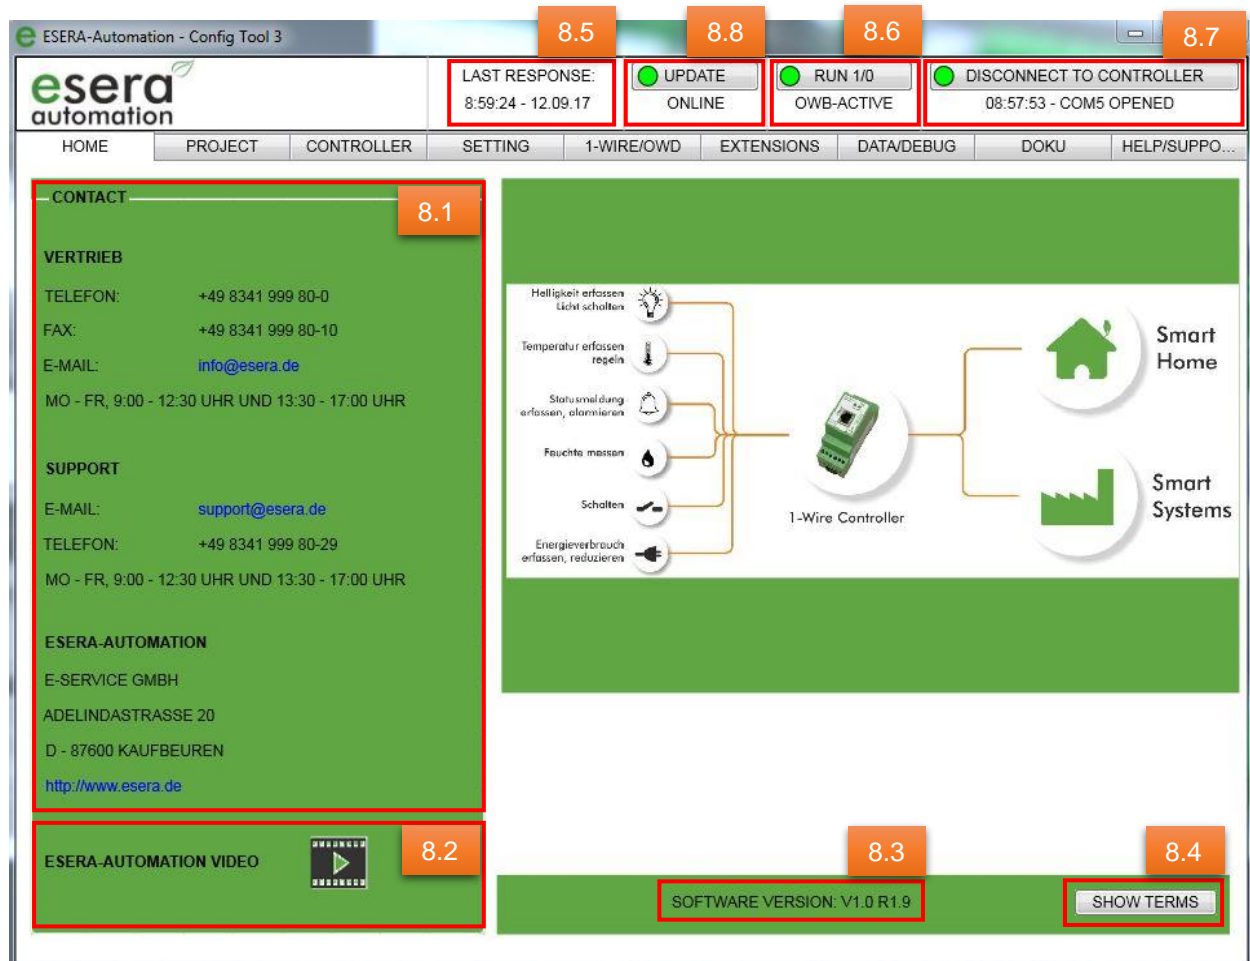 ESERA-Automation - Config Tool 3
8.5
8.8
8.6
8.7
esera
automation
LAST RESPONSE:
8:59:24 - 12.09.17
UPDATE
ONLINE
RUN 1/0
OWB-ACTIVE
DISCONNECT TO CONTROLLER
08:57:53 - COM5 OPENED
HOME
PROJECT
CONTROLLER
SETTING
1-WIRE/OWD
EXTENSIONS
DATA/DEBUG
DOKU
HELP/SUPPO...
CONTACT
8.1
VERTRIEB
TELEFON: +49 8341 999 80-0
FAX: +49 8341 999 80-10
E-MAIL: info@esera.de
MO - FR, 9:00 - 12:30 UHR UND 13:30 - 17:00 UHR
SUPPORT
E-MAIL: support@esera.de
TELEFON: +49 8341 999 80-29
MO - FR, 9:00 - 12:30 UHR UND 13:30 - 17:00 UHR
ESERA-AUTOMATION
E-SERVICE GMBH
ADELINDASTRASSE 20
D - 87600 KAUFBEUREN
http://www.esera.de
ESERA-AUTOMATION VIDEO
8.2
Helligkeit erfassen
Licht schalten
Temperatur erfassen
regeln
Statusmeldung
erfassen, alarmieren
Feuchte messen
Schalten
Energieverbrauch
erfassen, reduzieren
1-Wire Controller
Smart
Home
Smart
Systems
8.3
SOFTWARE VERSION: V1.0 R1.9
8.4
SHOW TERMS